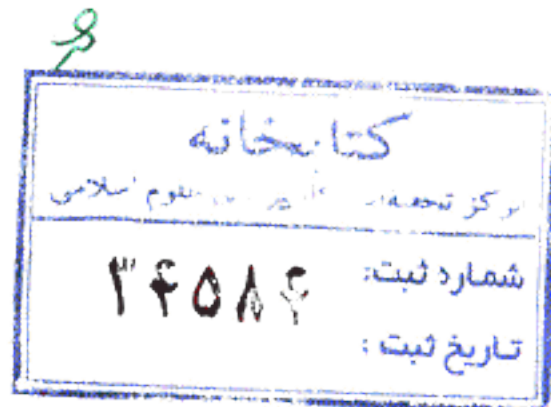 کتابخانه
مرکز تحقیقات علوم اسلامی
شماره ثبت: ۳۴۵۸۴
تاریخ ثبت: